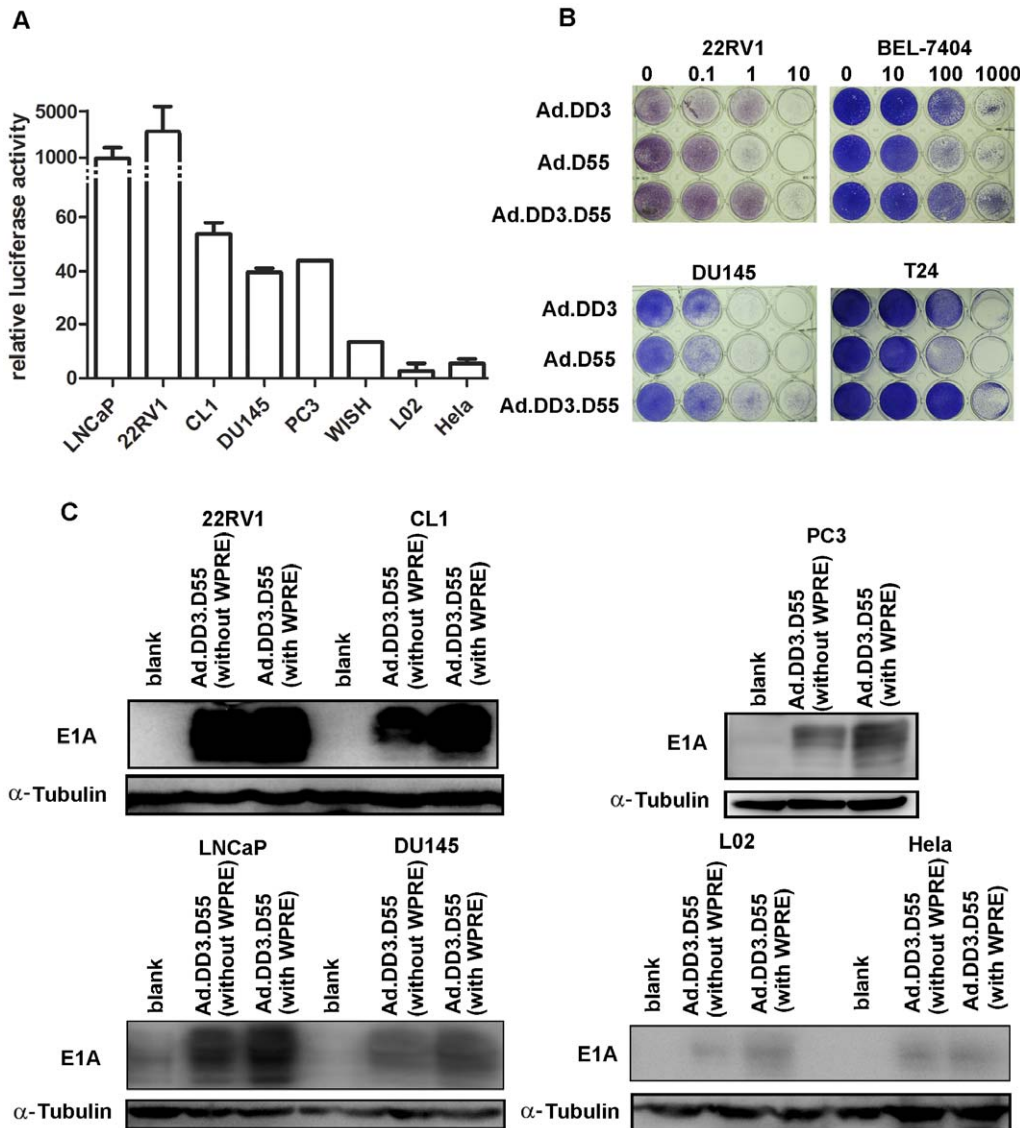 A
relative luciferase activity
5000
1000
60
40
20
0
LNCaP
22RV1
CL1
DU145
PC3
WISH
L02
Hela
B
22RV1
0 0.1 1 10
BEL-7404
0 10 100 1000
Ad.DD3
Ad.D55
Ad.DD3.D55
DU145
T24
Ad.DD3
Ad.D55
Ad.DD3.D55
C
22RV1
CL1
blank
Ad.DD3.D55
(without WPRE)
Ad.DD3.D55
(with WPRE)
blank
Ad.DD3.D55
(without WPRE)
Ad.DD3.D55
(with WPRE)
E1A
α-Tubulin
PC3
blank
Ad.DD3.D55
(without WPRE)
Ad.DD3.D55
(with WPRE)
E1A
α-Tubulin
LNCaP
DU145
blank
Ad.DD3.D55
(without WPRE)
Ad.DD3.D55
(with WPRE)
blank
Ad.DD3.D55
(without WPRE)
Ad.DD3.D55
(with WPRE)
E1A
α-Tubulin
L02
Hela
blank
Ad.DD3.D55
(without WPRE)
Ad.DD3.D55
(with WPRE)
blank
Ad.DD3.D55
(without WPRE)
Ad.DD3.D55
(with WPRE)
E1A
α-Tubulin